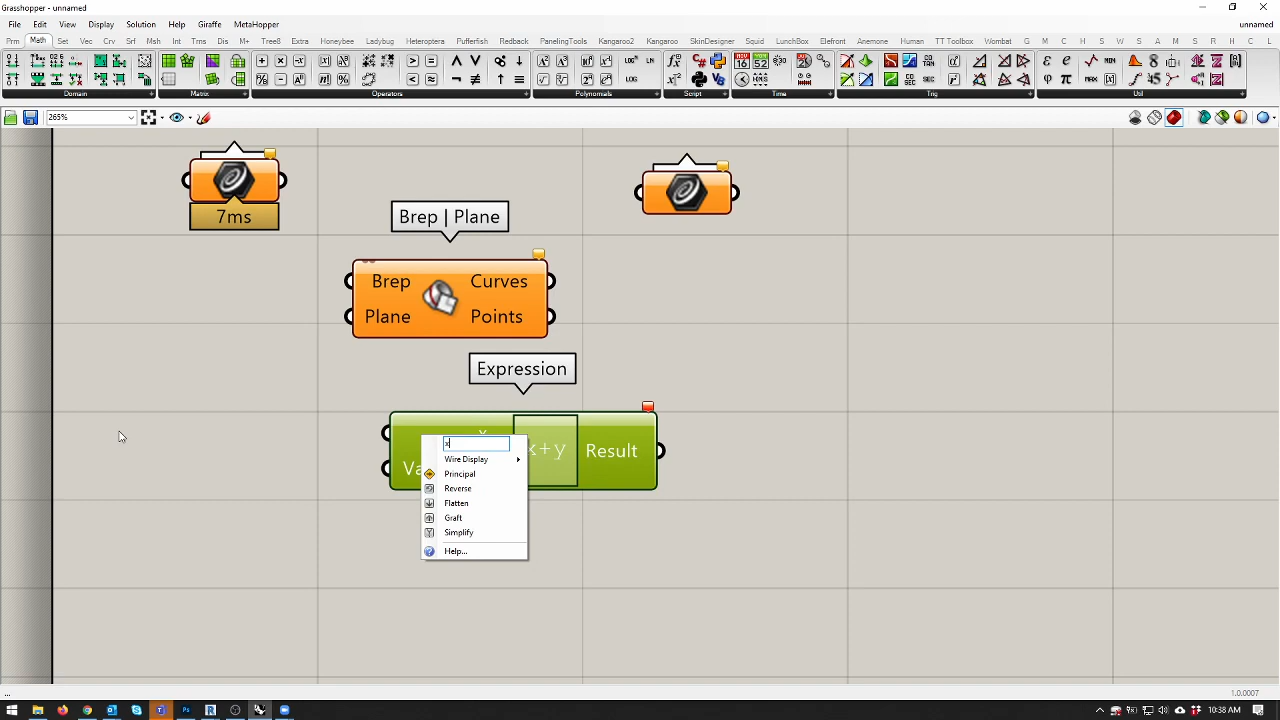 Grasshopper - unnamed
File Edit View Display Solution Help Giraffe MetaHopper unnamed
Prm Math Set Vec Crv Srf Msh Int Trns Dis M+ Tree8 Extra Honeybee Ladybug Heteroptera Pufferfish Redback PanelingTools Kangaroo2 Kangaroo SkinDesigner Squid LunchBox Elefront Anemone Human TT Toolbox Wombat G M C H S W S E U D S B P R H C L
Domain Matrix Operators Polynomials Script Time Trig Util
265%
7ms
Brep | Plane
Brep Curves
Plane Points
Expression
x
Va
x+y
Result
x
Wire Display
Principal
Reverse
Flatten
Graft
Simplify
Help...
...
1.0.0007
10:38 AM